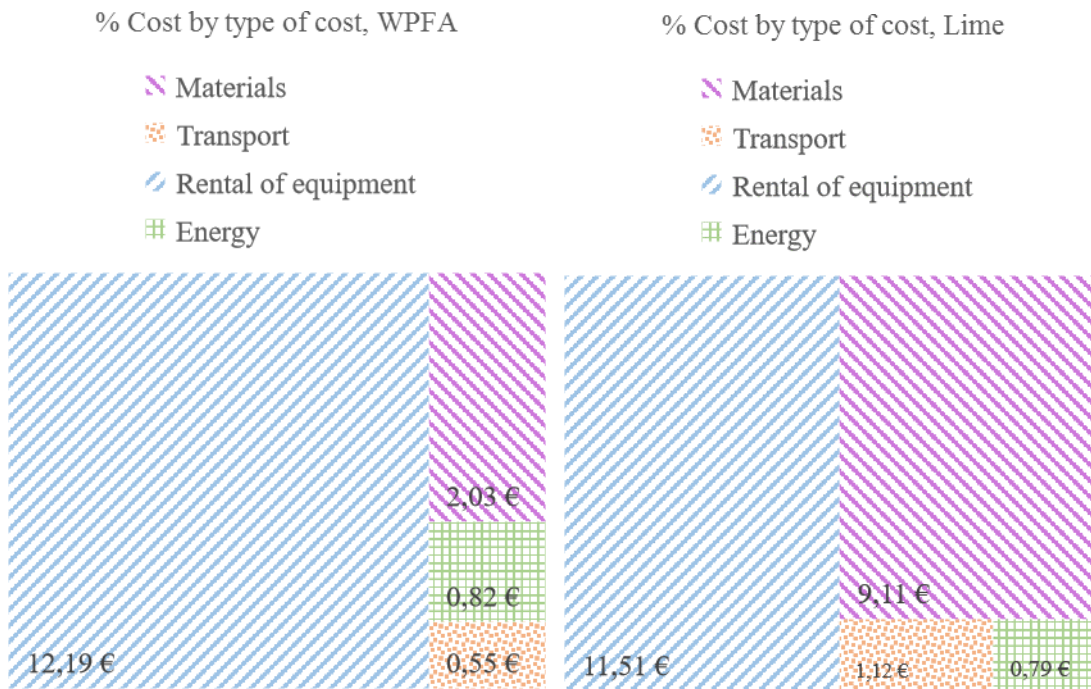 % Cost by type of cost, WPFA
Materials
Transport
Rental of equipment
Energy
2,03 €
0,82 €
12,19 €
0,55 €
% Cost by type of cost, Lime
Materials
Transport
Rental of equipment
Energy
9,11 €
11,51 €
1,12 €
0,79 €